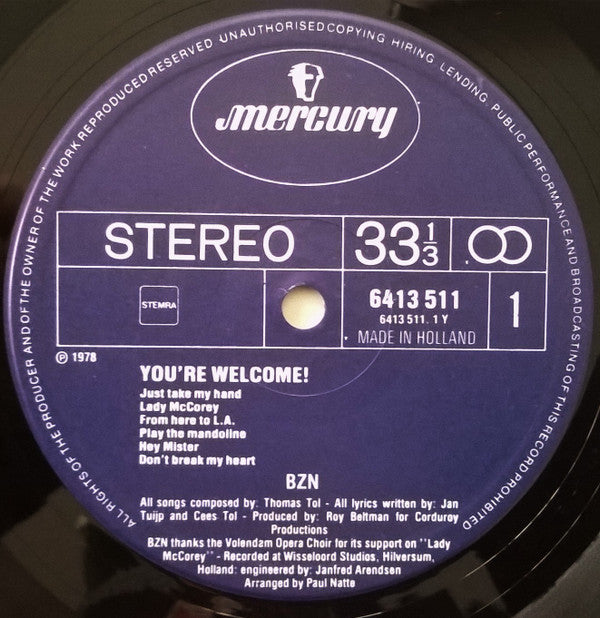 ALL RIGHTS OF THE PRODUCER AND OF THE OWNER OF THE WORK REPRODUCED RESERVED. UNAUTHORISED COPYING, HIRING, LENDING, PUBLIC PERFORMANCE AND BROADCASTING OF THIS RECORD PROHIBITED
mercury
STEREO 33 1/3
STEMRA 6413 511 1
6413 511. 1 Y
MADE IN HOLLAND
℗ 1978
YOU'RE WELCOME!
Just take my hand
Lady McCorey
From here to L.A.
Play the mandoline
Hey Mister
Don't break my heart
BZN
All songs composed by: Thomas Tol - All lyrics written by: Jan
Tuijp and Cees Tol - Produced by: Roy Beltman for Corduroy
Productions
BZN thanks the Volendam Opera Choir for its support on "Lady
McCorey" - Recorded at Wisseloord Studios, Hilversum,
Holland: engineered by: Janfred Arendsen
Arranged by Paul Natte